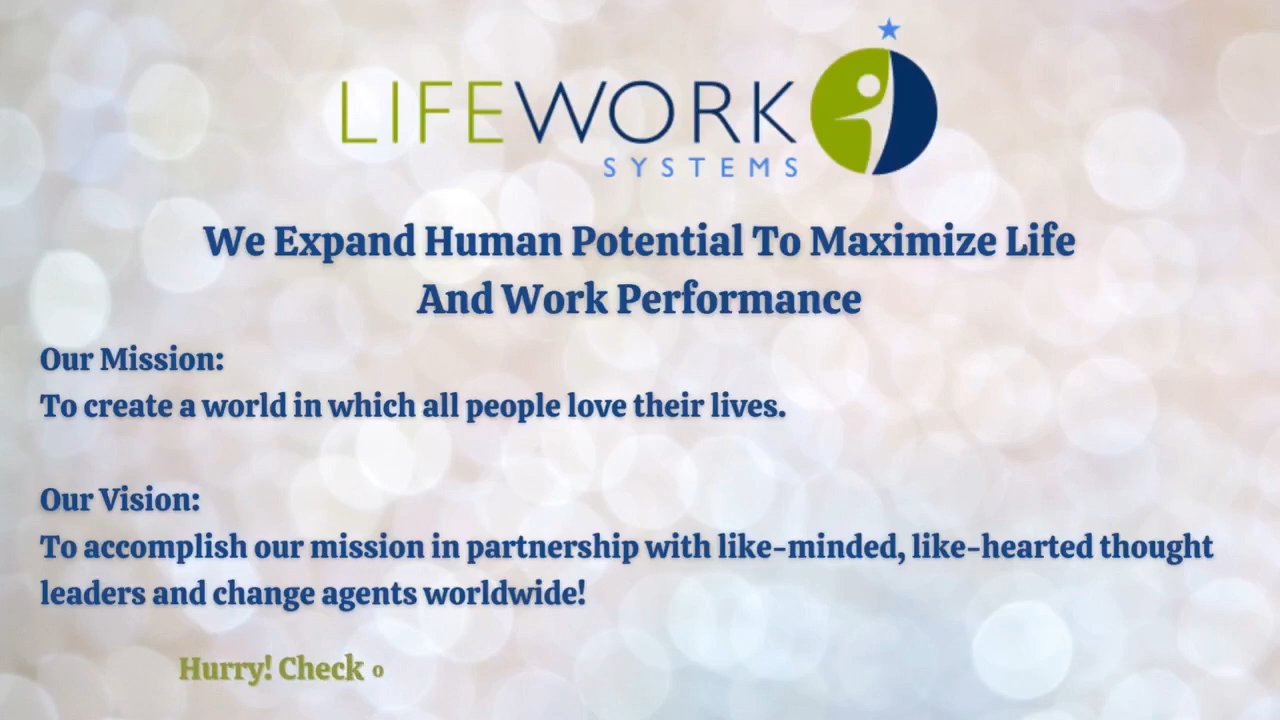 LIFEWORK
SYSTEMS
We Expand Human Potential To Maximize Life
And Work Performance
Our Mission:
To create a world in which all people love their lives.
Our Vision:
To accomplish our mission in partnership with like-minded, like-hearted thought
leaders and change agents worldwide!
Hurry! Check o